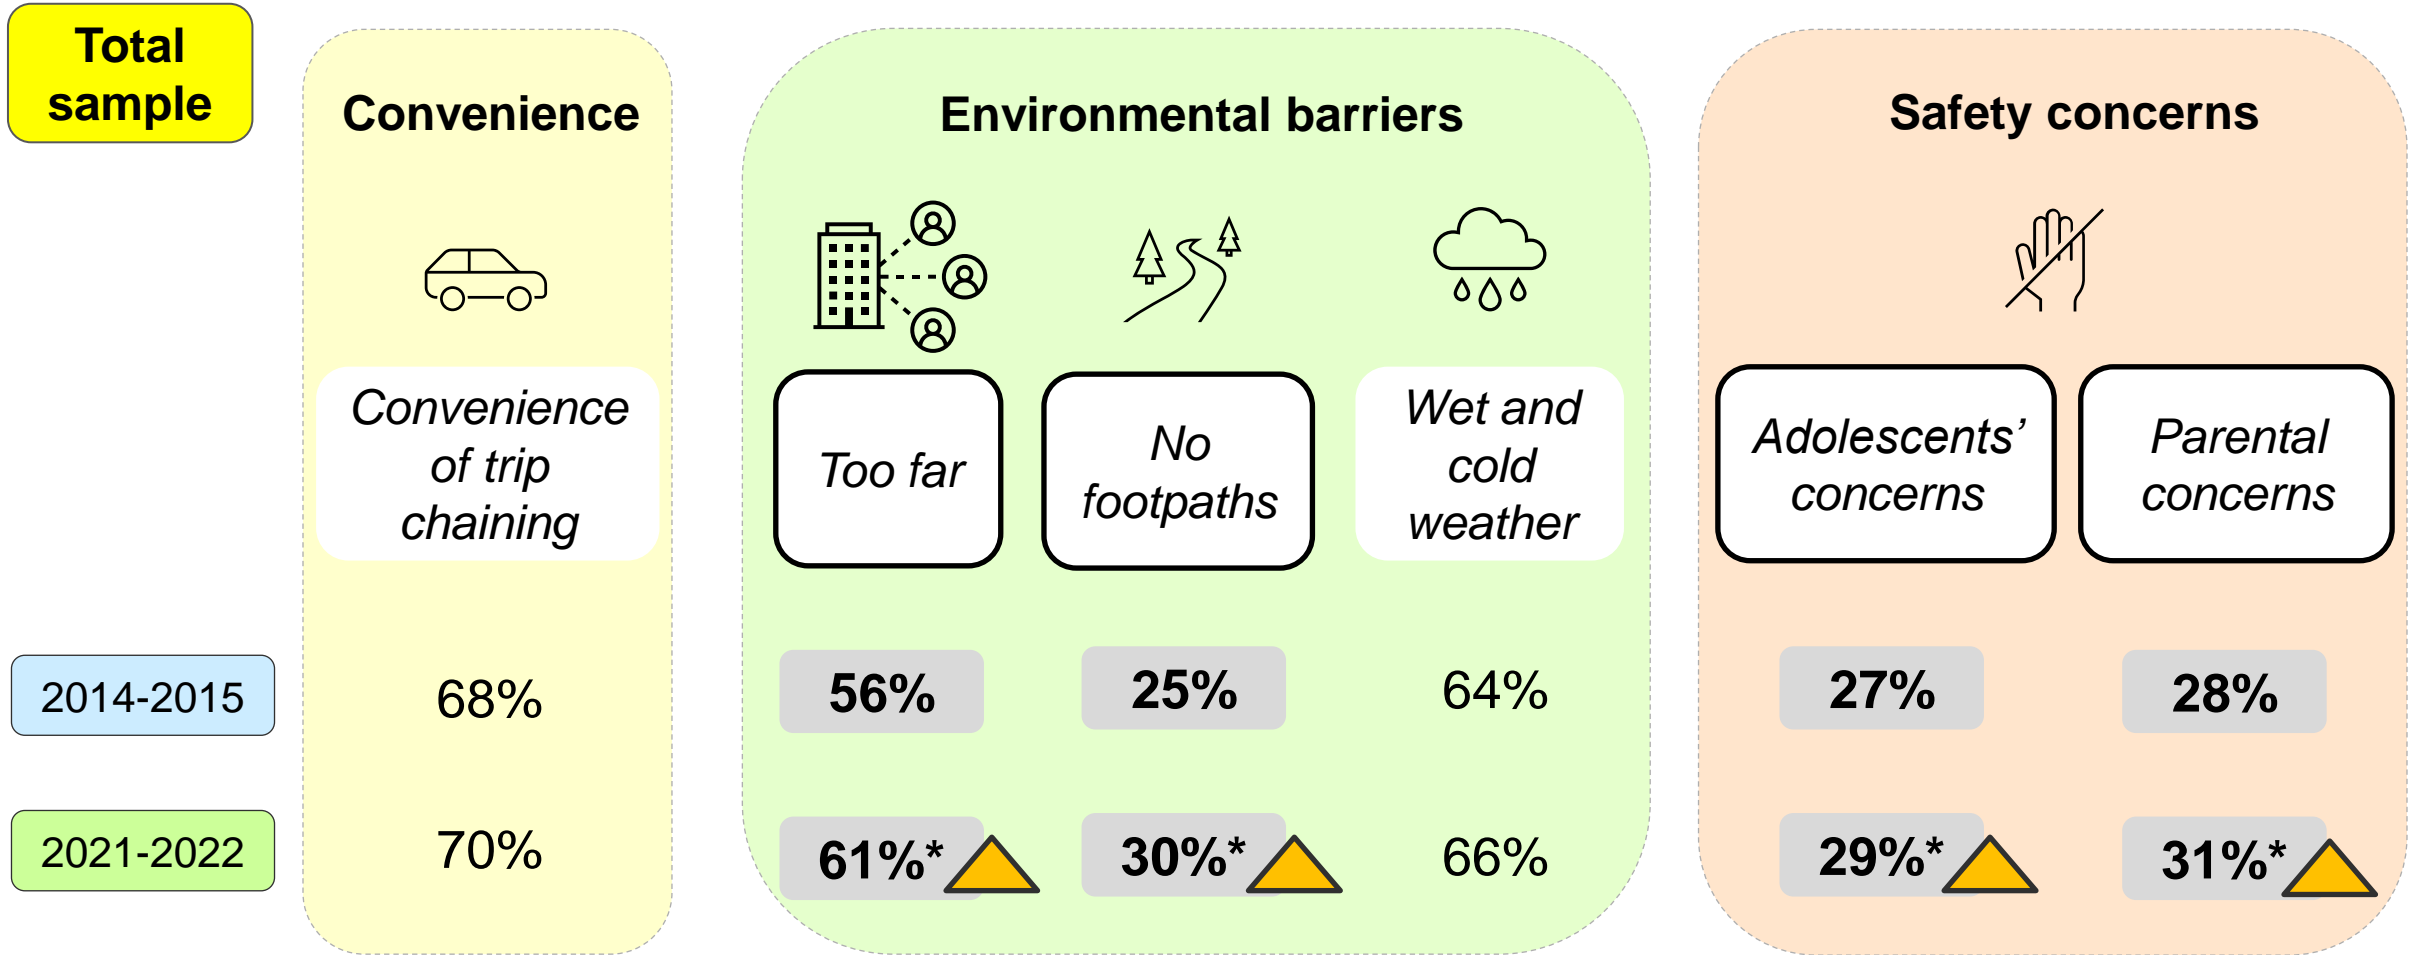 Total
sample
Convenience
Environmental barriers
Safety concerns
Convenience
of trip
chaining
Too far
No
footpaths
Wet and
cold
weather
Adolescents’
concerns
Parental
concerns
2014-2015
68%
56%
25%
64%
27%
28%
2021-2022
70%
61%*
30%*
66%
29%*
31%*